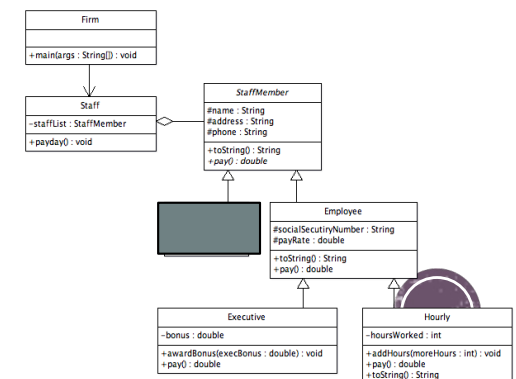 Firm
+main(args : String[]) : void
Staff
-staffList : StaffMember
+payday() : void
StaffMember
#name : String
#address : String
#phone : String
+toString() : String
+pay() : double
Employee
#socialSecutiryNumber : String
#payRate : double
+toString() : String
+pay() : double
Executive
-bonus : double
+awardBonus(execBonus : double) : void
+pay() : double
Hourly
-hoursWorked : int
+addHours(moreHours : int) : void
+pay() : double
+toString() : String